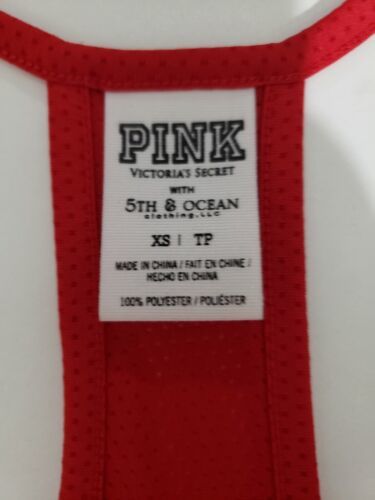 PINK
VICTORIA'S SECRET
WITH
5TH & OCEAN
clothing, LLC
XS | TP
MADE IN CHINA / FAIT EN CHINE /
HECHO EN CHINA
100% POLYESTER / POLIÉSTER